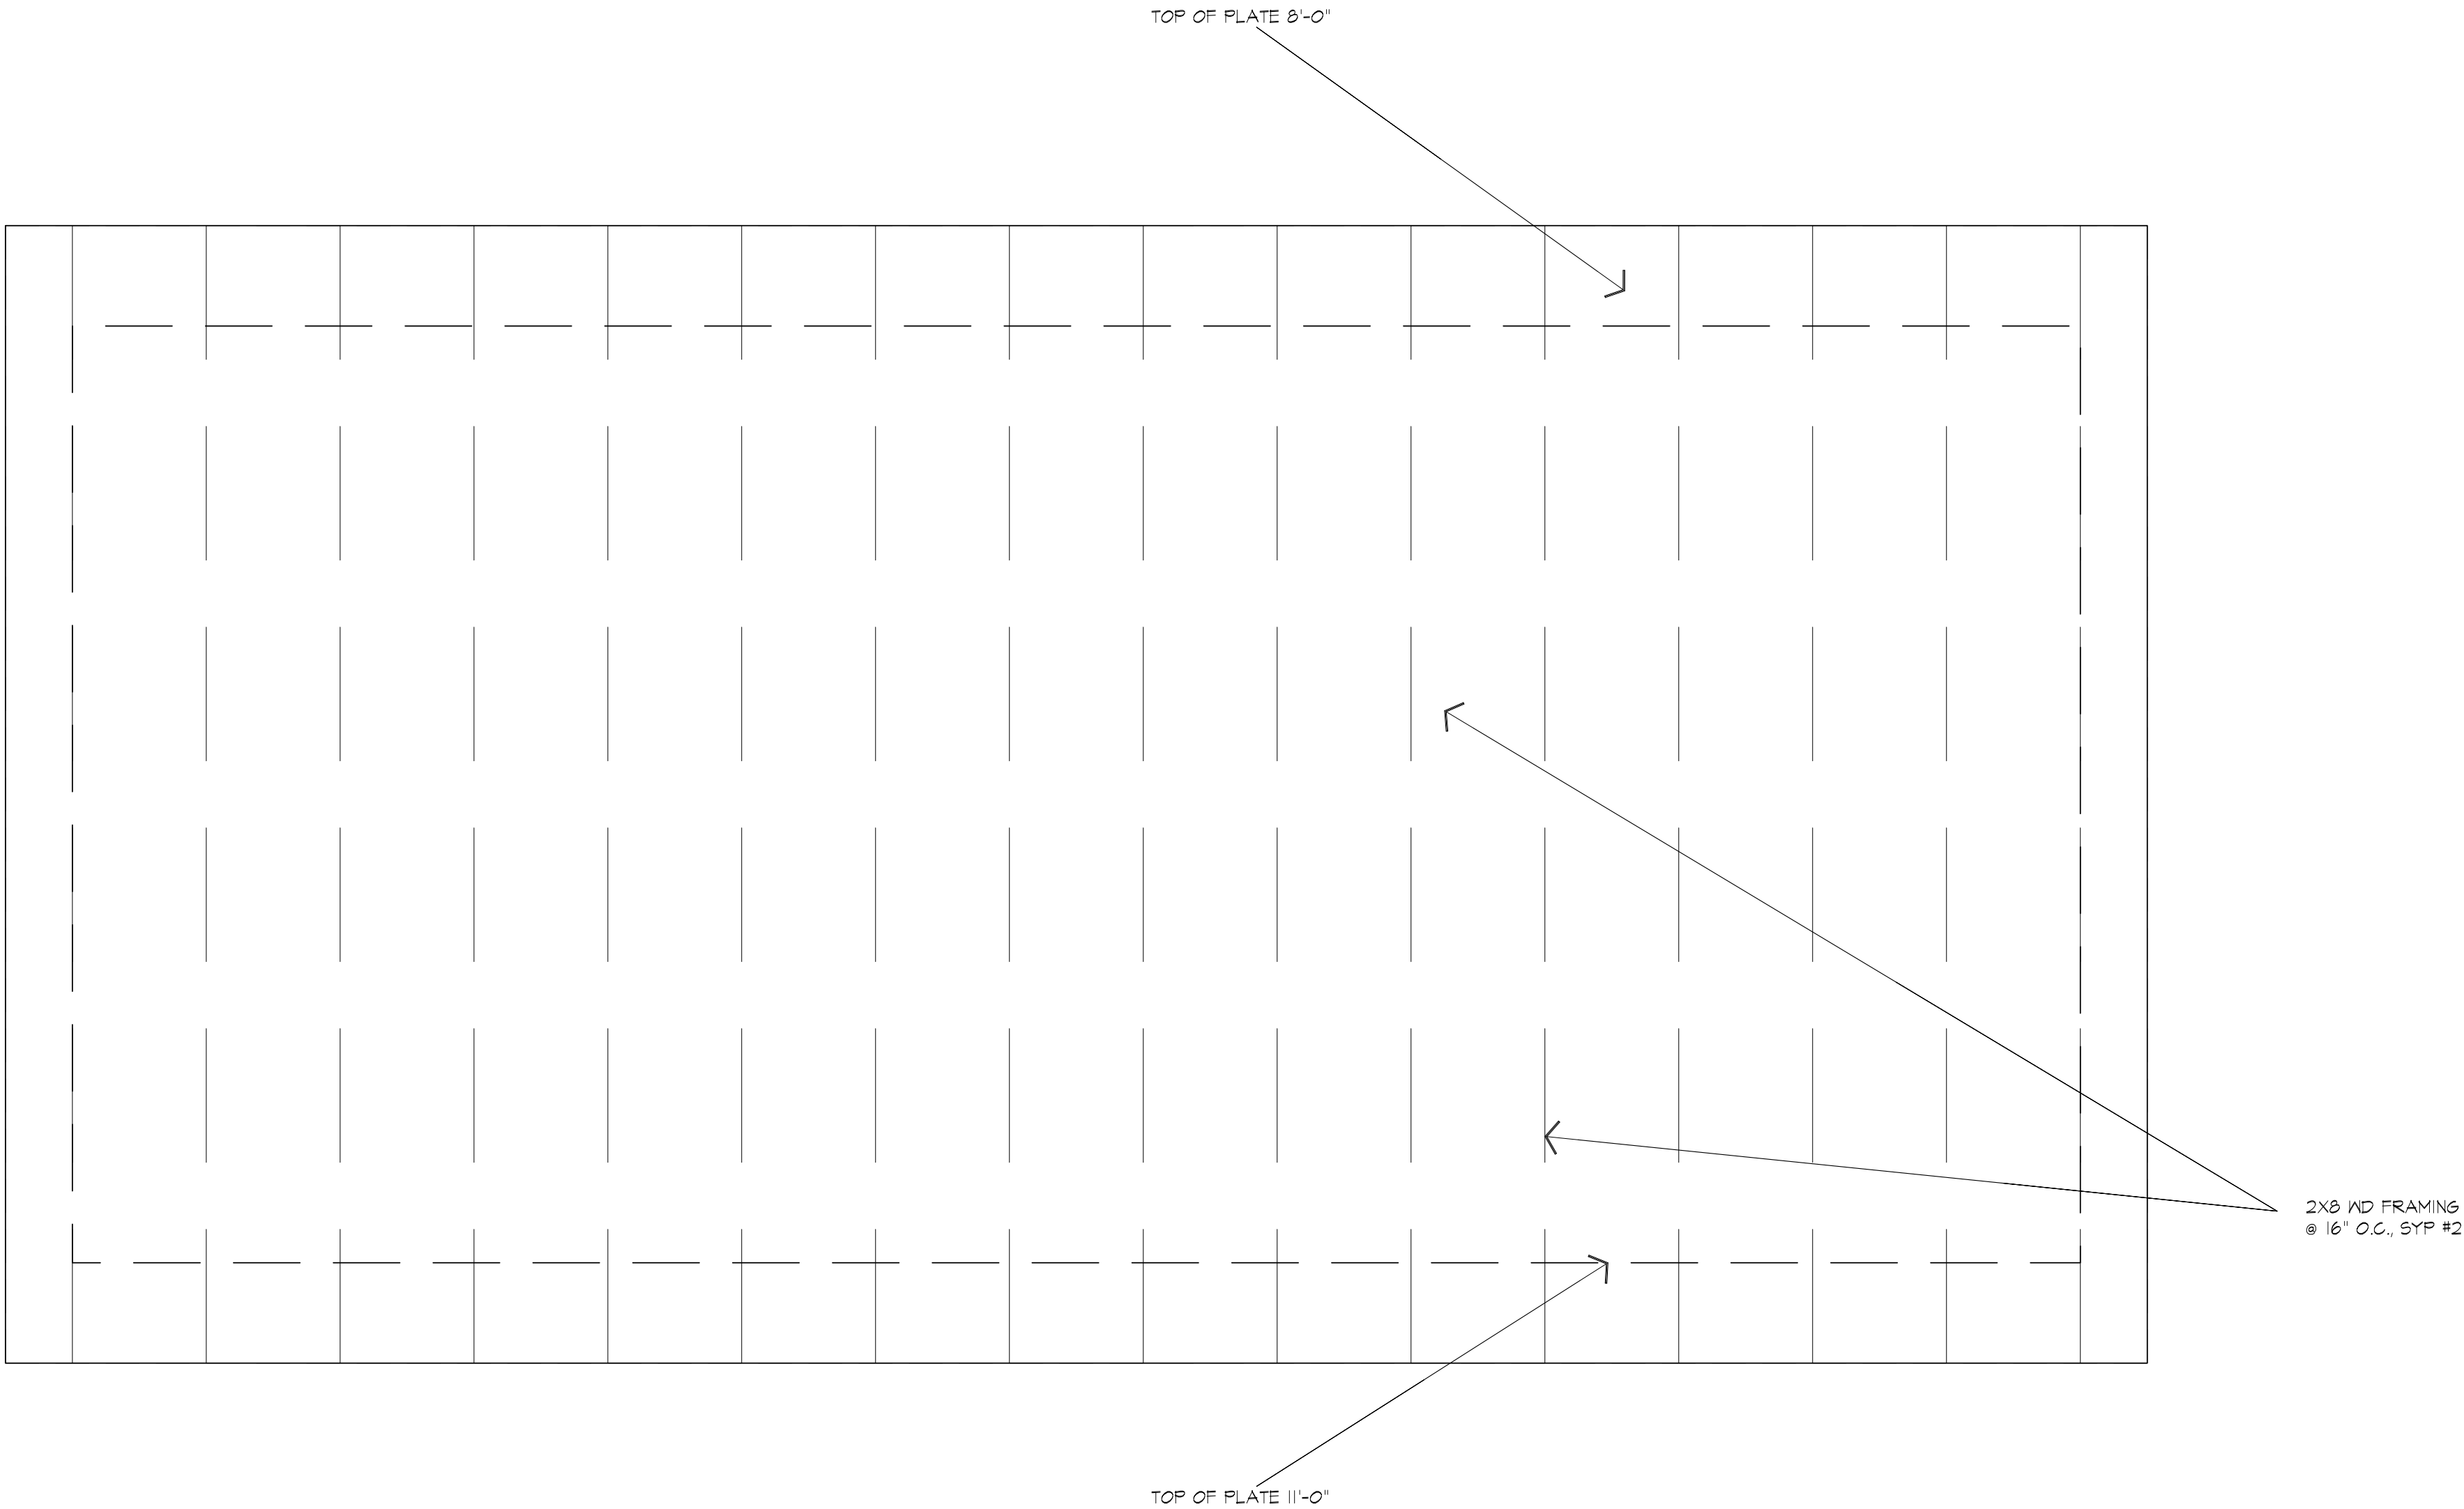 TOP OF PLATE 8'-0"
2X8 WD FRAMING
@ 16" O.C., SYP #2
TOP OF PLATE 11'-0"